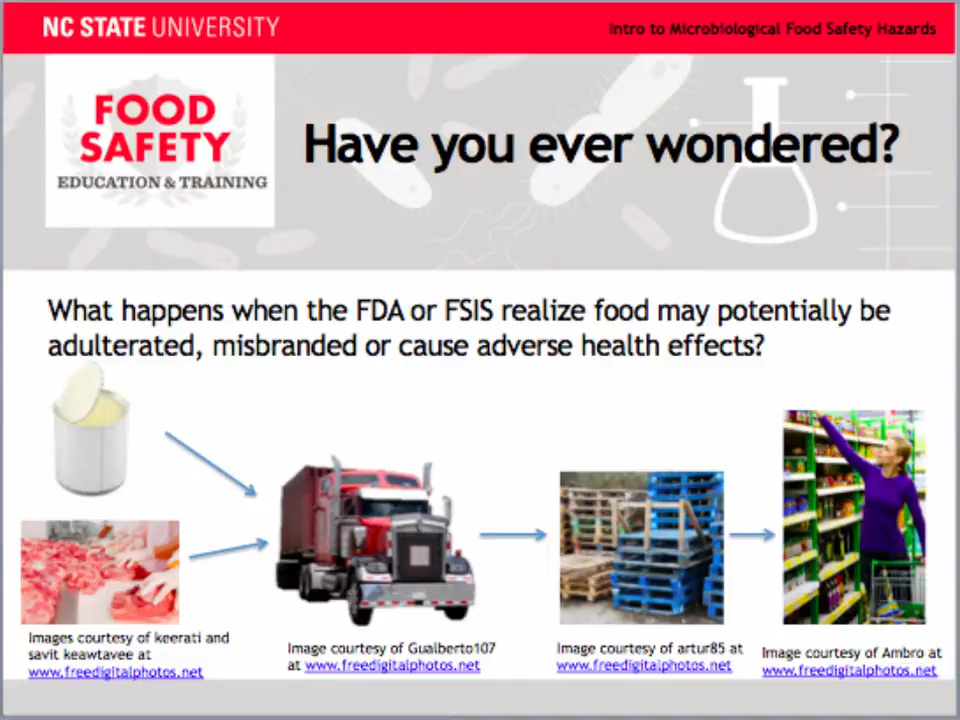 NC STATE UNIVERSITY
Intro to Microbiological Food Safety Hazards
FOOD
SAFETY
EDUCATION & TRAINING
Have you ever wondered?
What happens when the FDA or FSIS realize food may potentially be
adulterated, misbranded or cause adverse health effects?
Images courtesy of keerati and
savit keawtavee at
www.freedigitalphotos.net
Image courtesy of Gualberto107
at www.freedigitalphotos.net
Image courtesy of artur85 at
www.freedigitalphotos.net
Image courtesy of Ambro at
www.freedigitalphotos.net